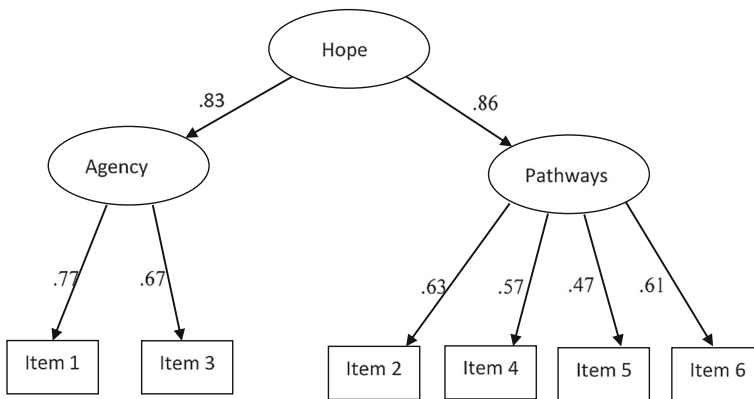 Hope
.83
.86
Agency
Pathways
.77
.67
.63
.57
.47
.61
Item 1
Item 3
Item 2
Item 4
Item 5
Item 6